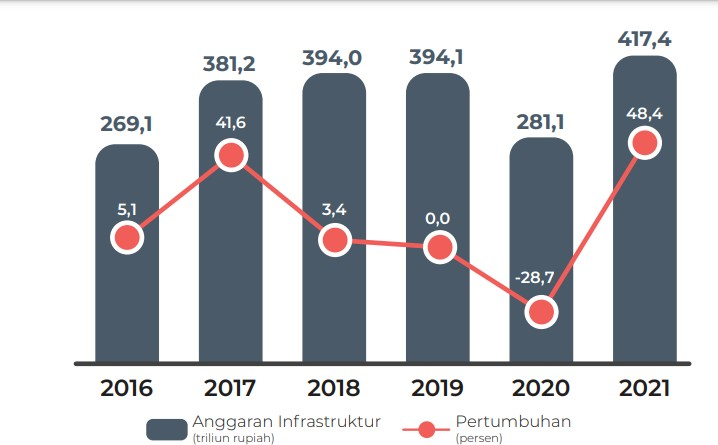 417,4
381,2
394,0
394,1
269,1
281,1
48,4
41,6
5,1
3,4
0,0
-28,7
2016 2017 2018 2019 2020 2021
Anggaran Infrastruktur
(triliun rupiah)
Pertumbuhan
(persen)